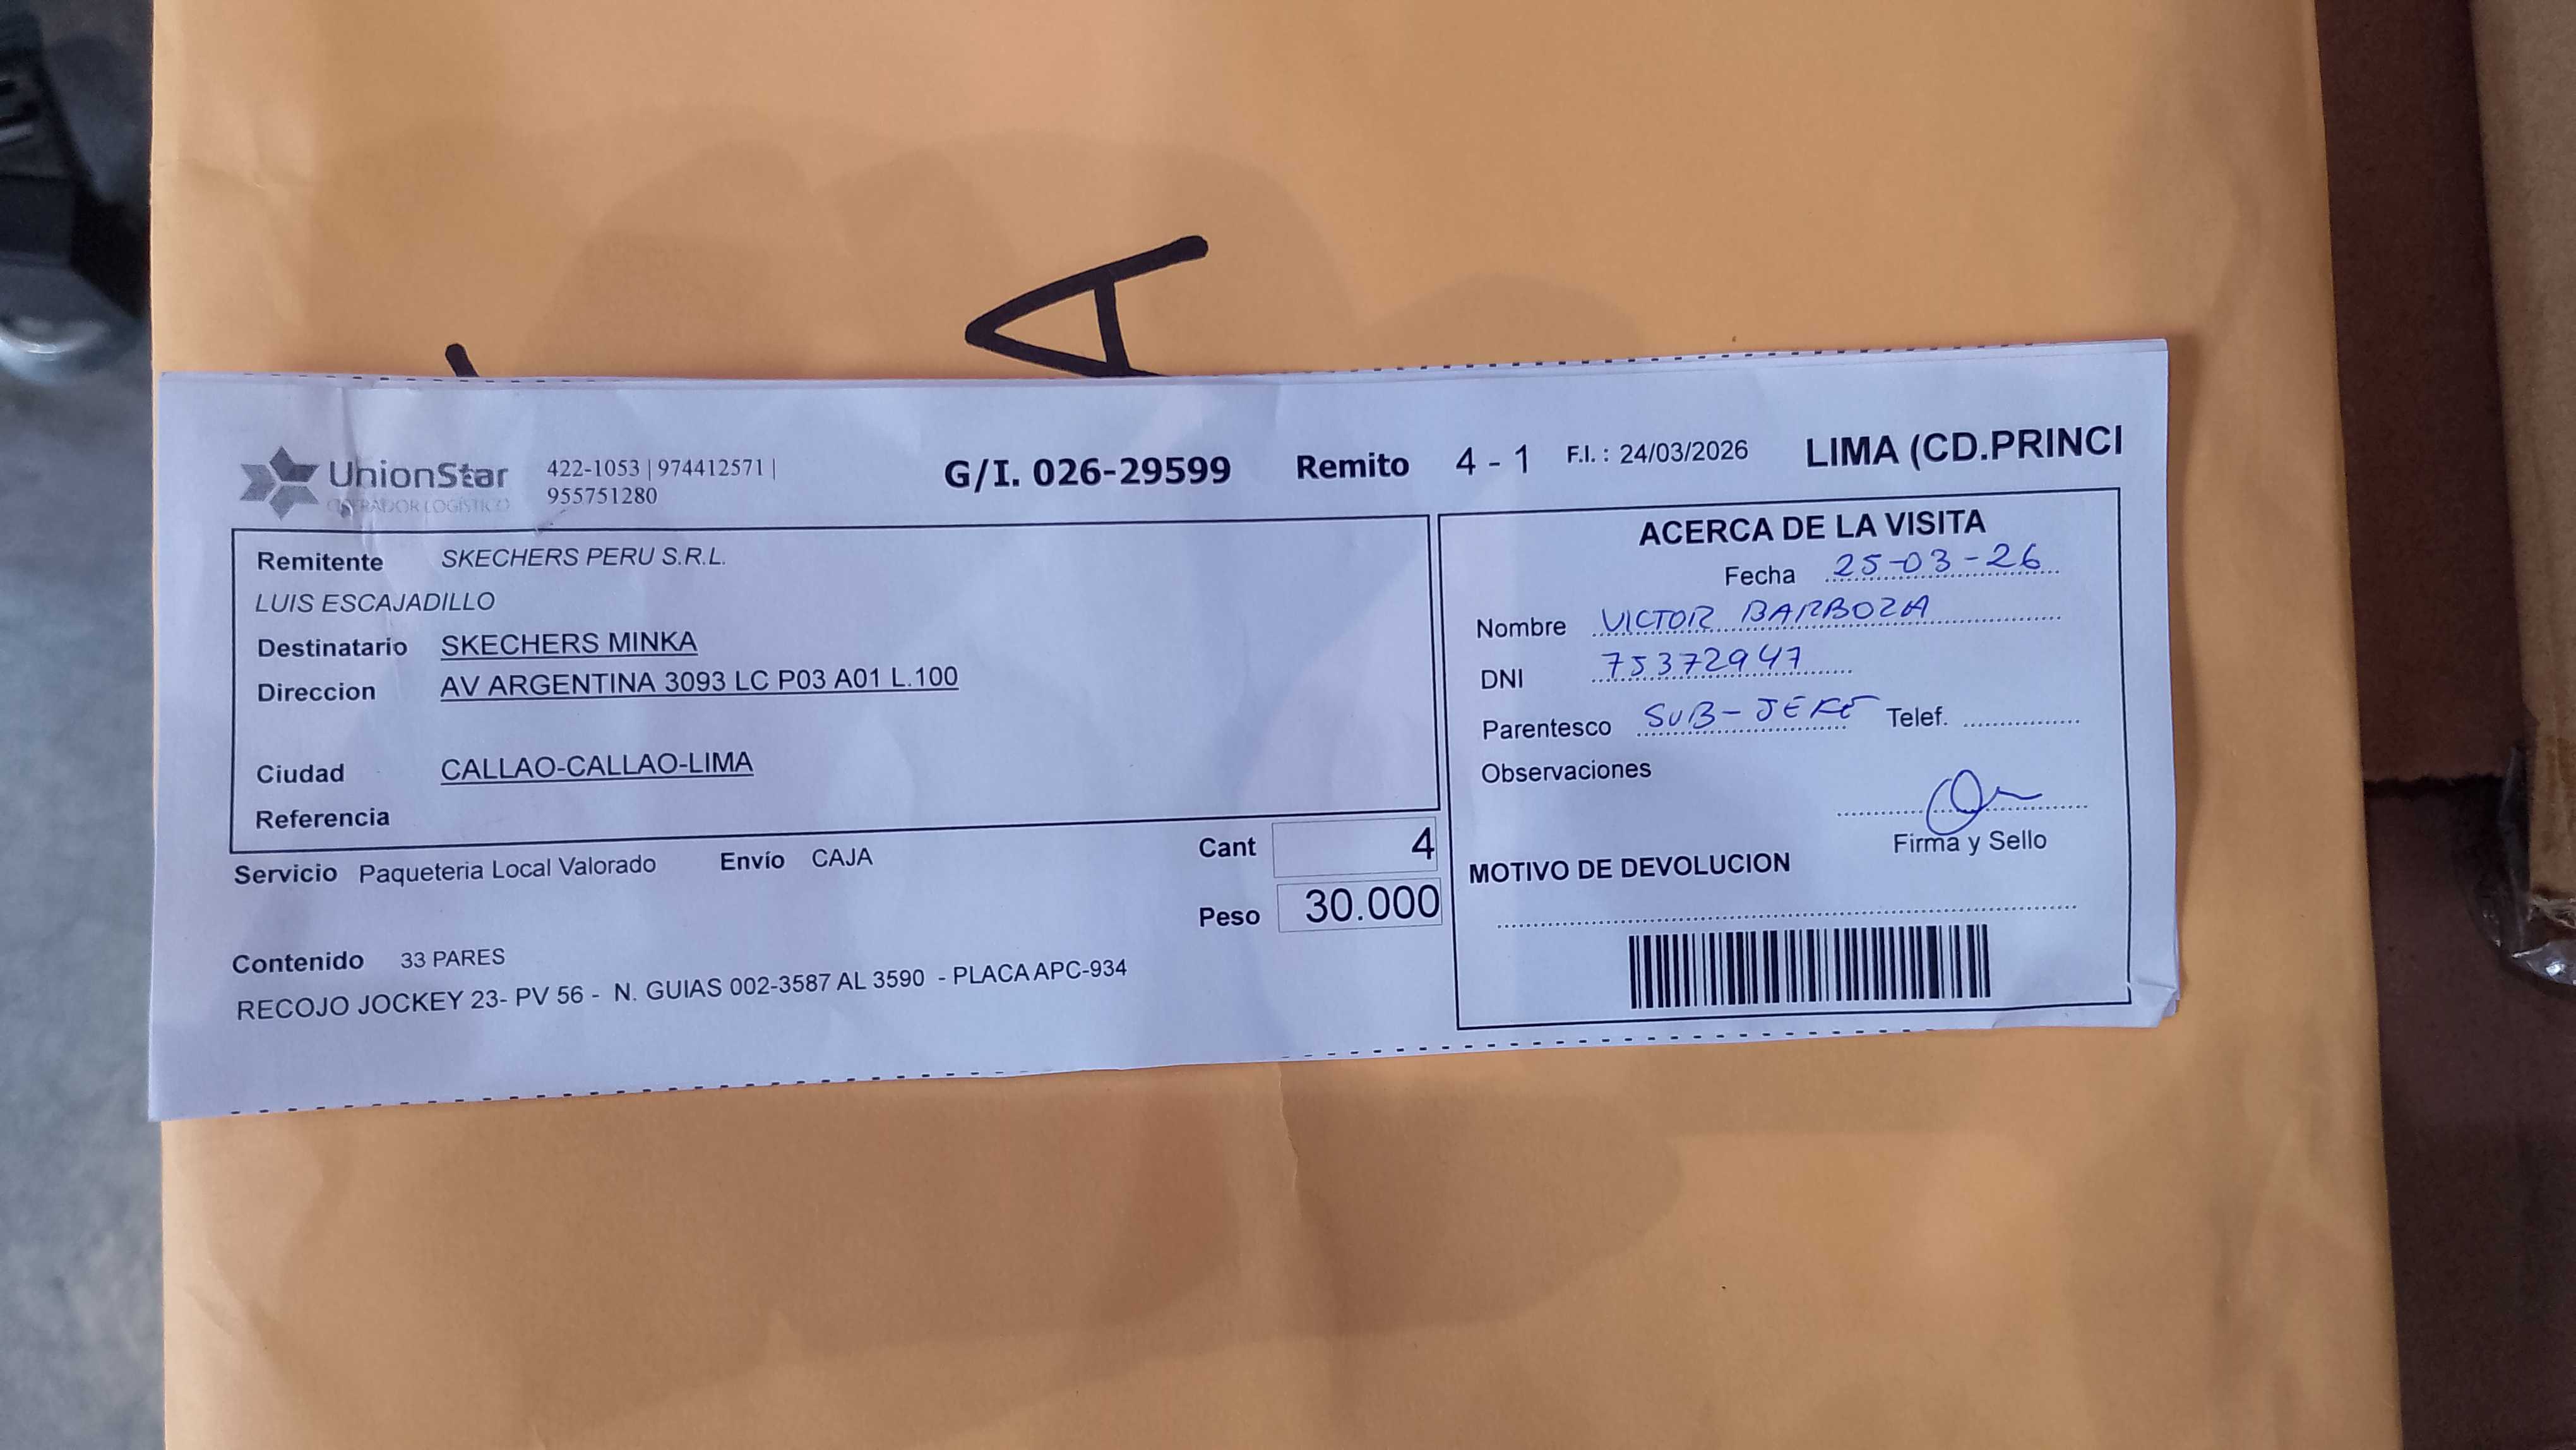 A
UnionStar
OPERADOR LOGÍSTICO
422-1053 | 974412571 |
955751280
G/I. 026-29599
Remito 4 - 1
F.I. : 24/03/2026
LIMA (CD.PRINCI
Remitente SKECHERS PERU S.R.L.
LUIS ESCAJADILLO
Destinatario SKECHERS MINKA
Direccion AV ARGENTINA 3093 LC P03 A01 L.100
Ciudad CALLAO-CALLAO-LIMA
Referencia
Servicio Paqueteria Local Valorado Envío CAJA
Cant 4
Peso 30.000
Contenido 33 PARES
RECOJO JOCKEY 23- PV 56 - N. GUIAS 002-3587 AL 3590 - PLACA APC-934
ACERCA DE LA VISITA
Fecha 25-03-26
Nombre VICTOR BARBOZA
DNI 75372947
Parentesco SUB-JEFE Telef.
Observaciones
Firma y Sello
MOTIVO DE DEVOLUCION